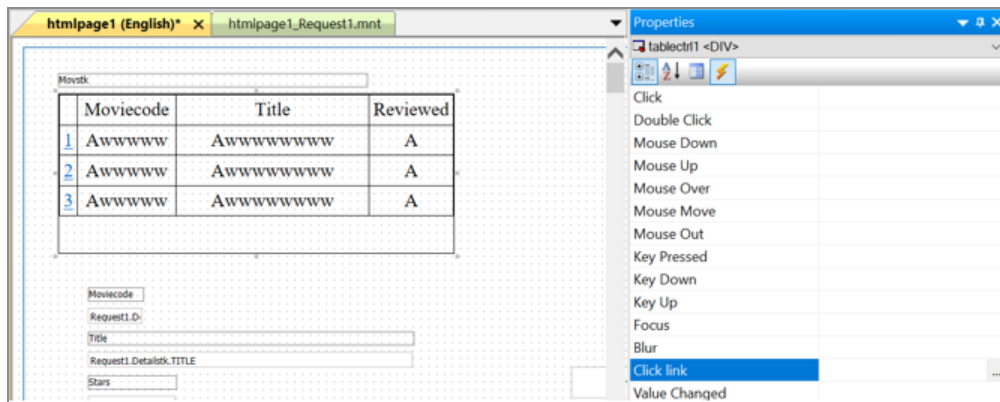 htmlpage1 (English)* htmlpage1_Request1.mnt
Movstk
Moviecode Title Reviewed
1 Awwwww Awwwwwwww A
2 Awwwww Awwwwwwww A
3 Awwwww Awwwwwwww A
Moviecode
Request1.D
Title
Request1.Detailstk.TITLE
Stars
Properties
tablectrl1 <DIV>
Click
Double Click
Mouse Down
Mouse Up
Mouse Over
Mouse Move
Mouse Out
Key Pressed
Key Down
Key Up
Focus
Blur
Click link ...
Value Changed